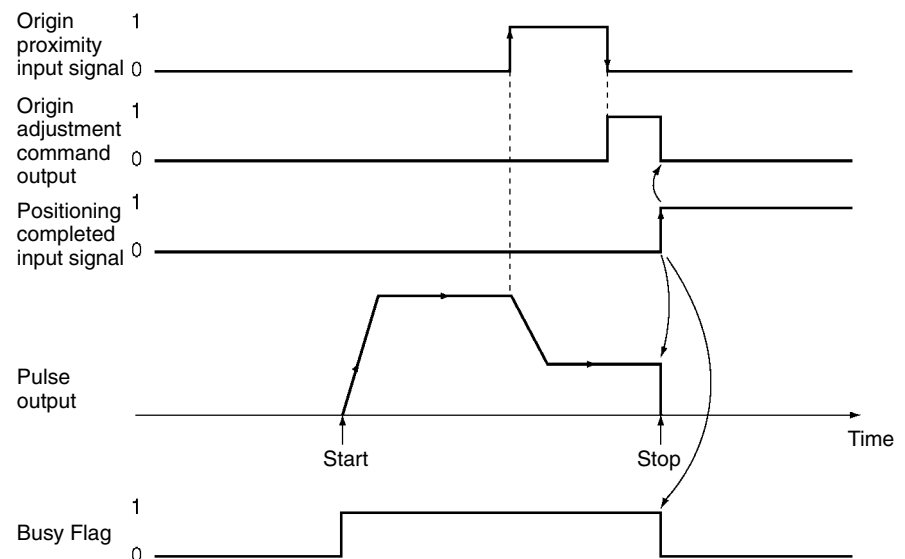 Origin
proximity
input signal
1
0
Origin
adjustment
command
output
1
0
Positioning
completed
input signal
1
0
Pulse
output
Time
Start
Stop
Busy Flag
1
0